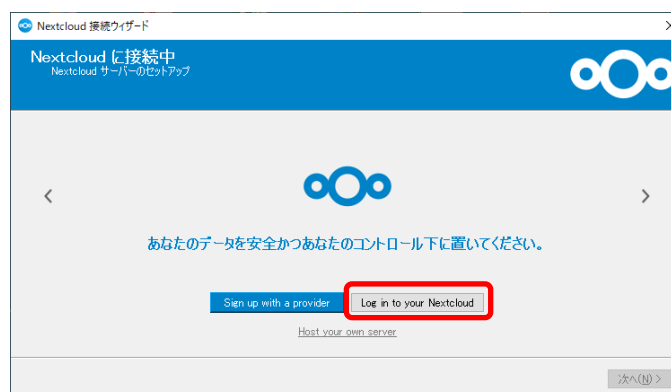 Nextcloud 接続ウィザード
Nextcloud に接続中
Nextcloud サーバーのセットアップ
あなたのデータを安全かつあなたのコントロール下に置いてください。
Sign up with a provider
Log in to your Nextcloud
Host your own server
次へ(N) >